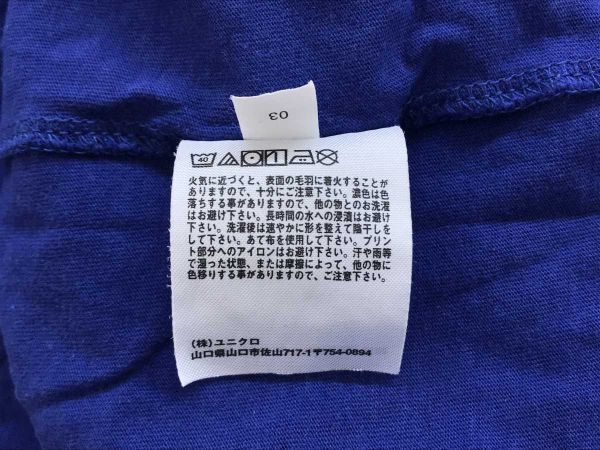 03
40
火気に近づくと、表面の毛羽に着火することが
ありますので、十分にご注意下さい。濃色は色
落ちする事がありますので、他の物とのお洗濯
はお避け下さい。長時間の水への浸漬はお避け
下さい。洗濯後は速やかに形を整えて陰干しを
して下さい。あて布を使用して下さい。プリン
ト部分へのアイロンはお避け下さい。汗や雨等
で湿った状態、または摩擦によって、他の物に
色移りする事がありますので、ご注意下さい。
(株)ユニクロ
山口県山口市佐山717-1〒754-0894